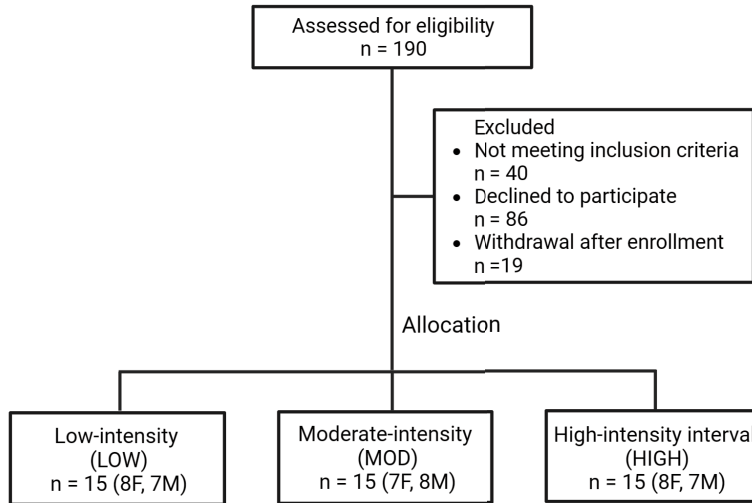 Assessed for eligibility
n = 190
Excluded
• Not meeting inclusion criteria
n = 40
• Declined to participate
n = 86
• Withdrawal after enrollment
n =19
Allocation
Low-intensity
(LOW)
n = 15 (8F, 7M)
Moderate-intensity
(MOD)
n = 15 (7F, 8M)
High-intensity interval
(HIGH)
n = 15 (8F, 7M)